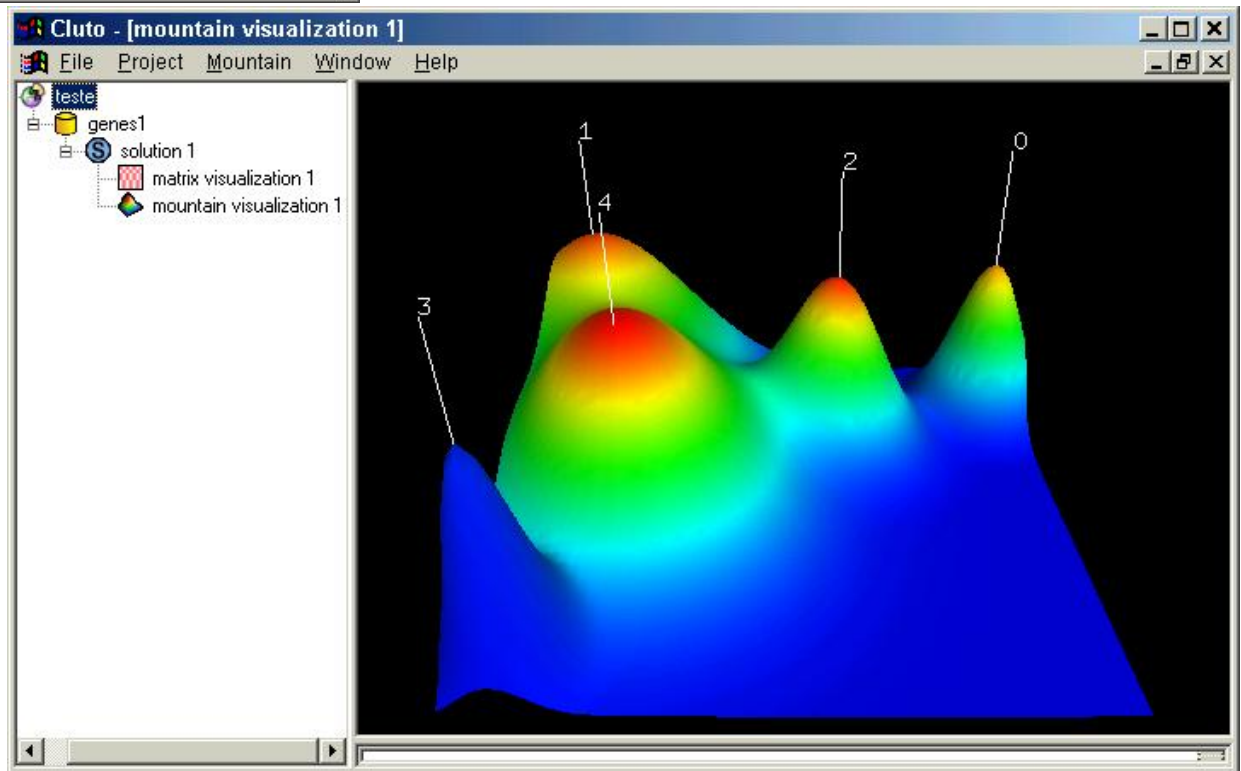 Cluto - [mountain visualization 1]
File Project Mountain Window Help
teste
genes1
solution 1
matrix visualization 1
mountain visualization 1
1
0
2
4
3